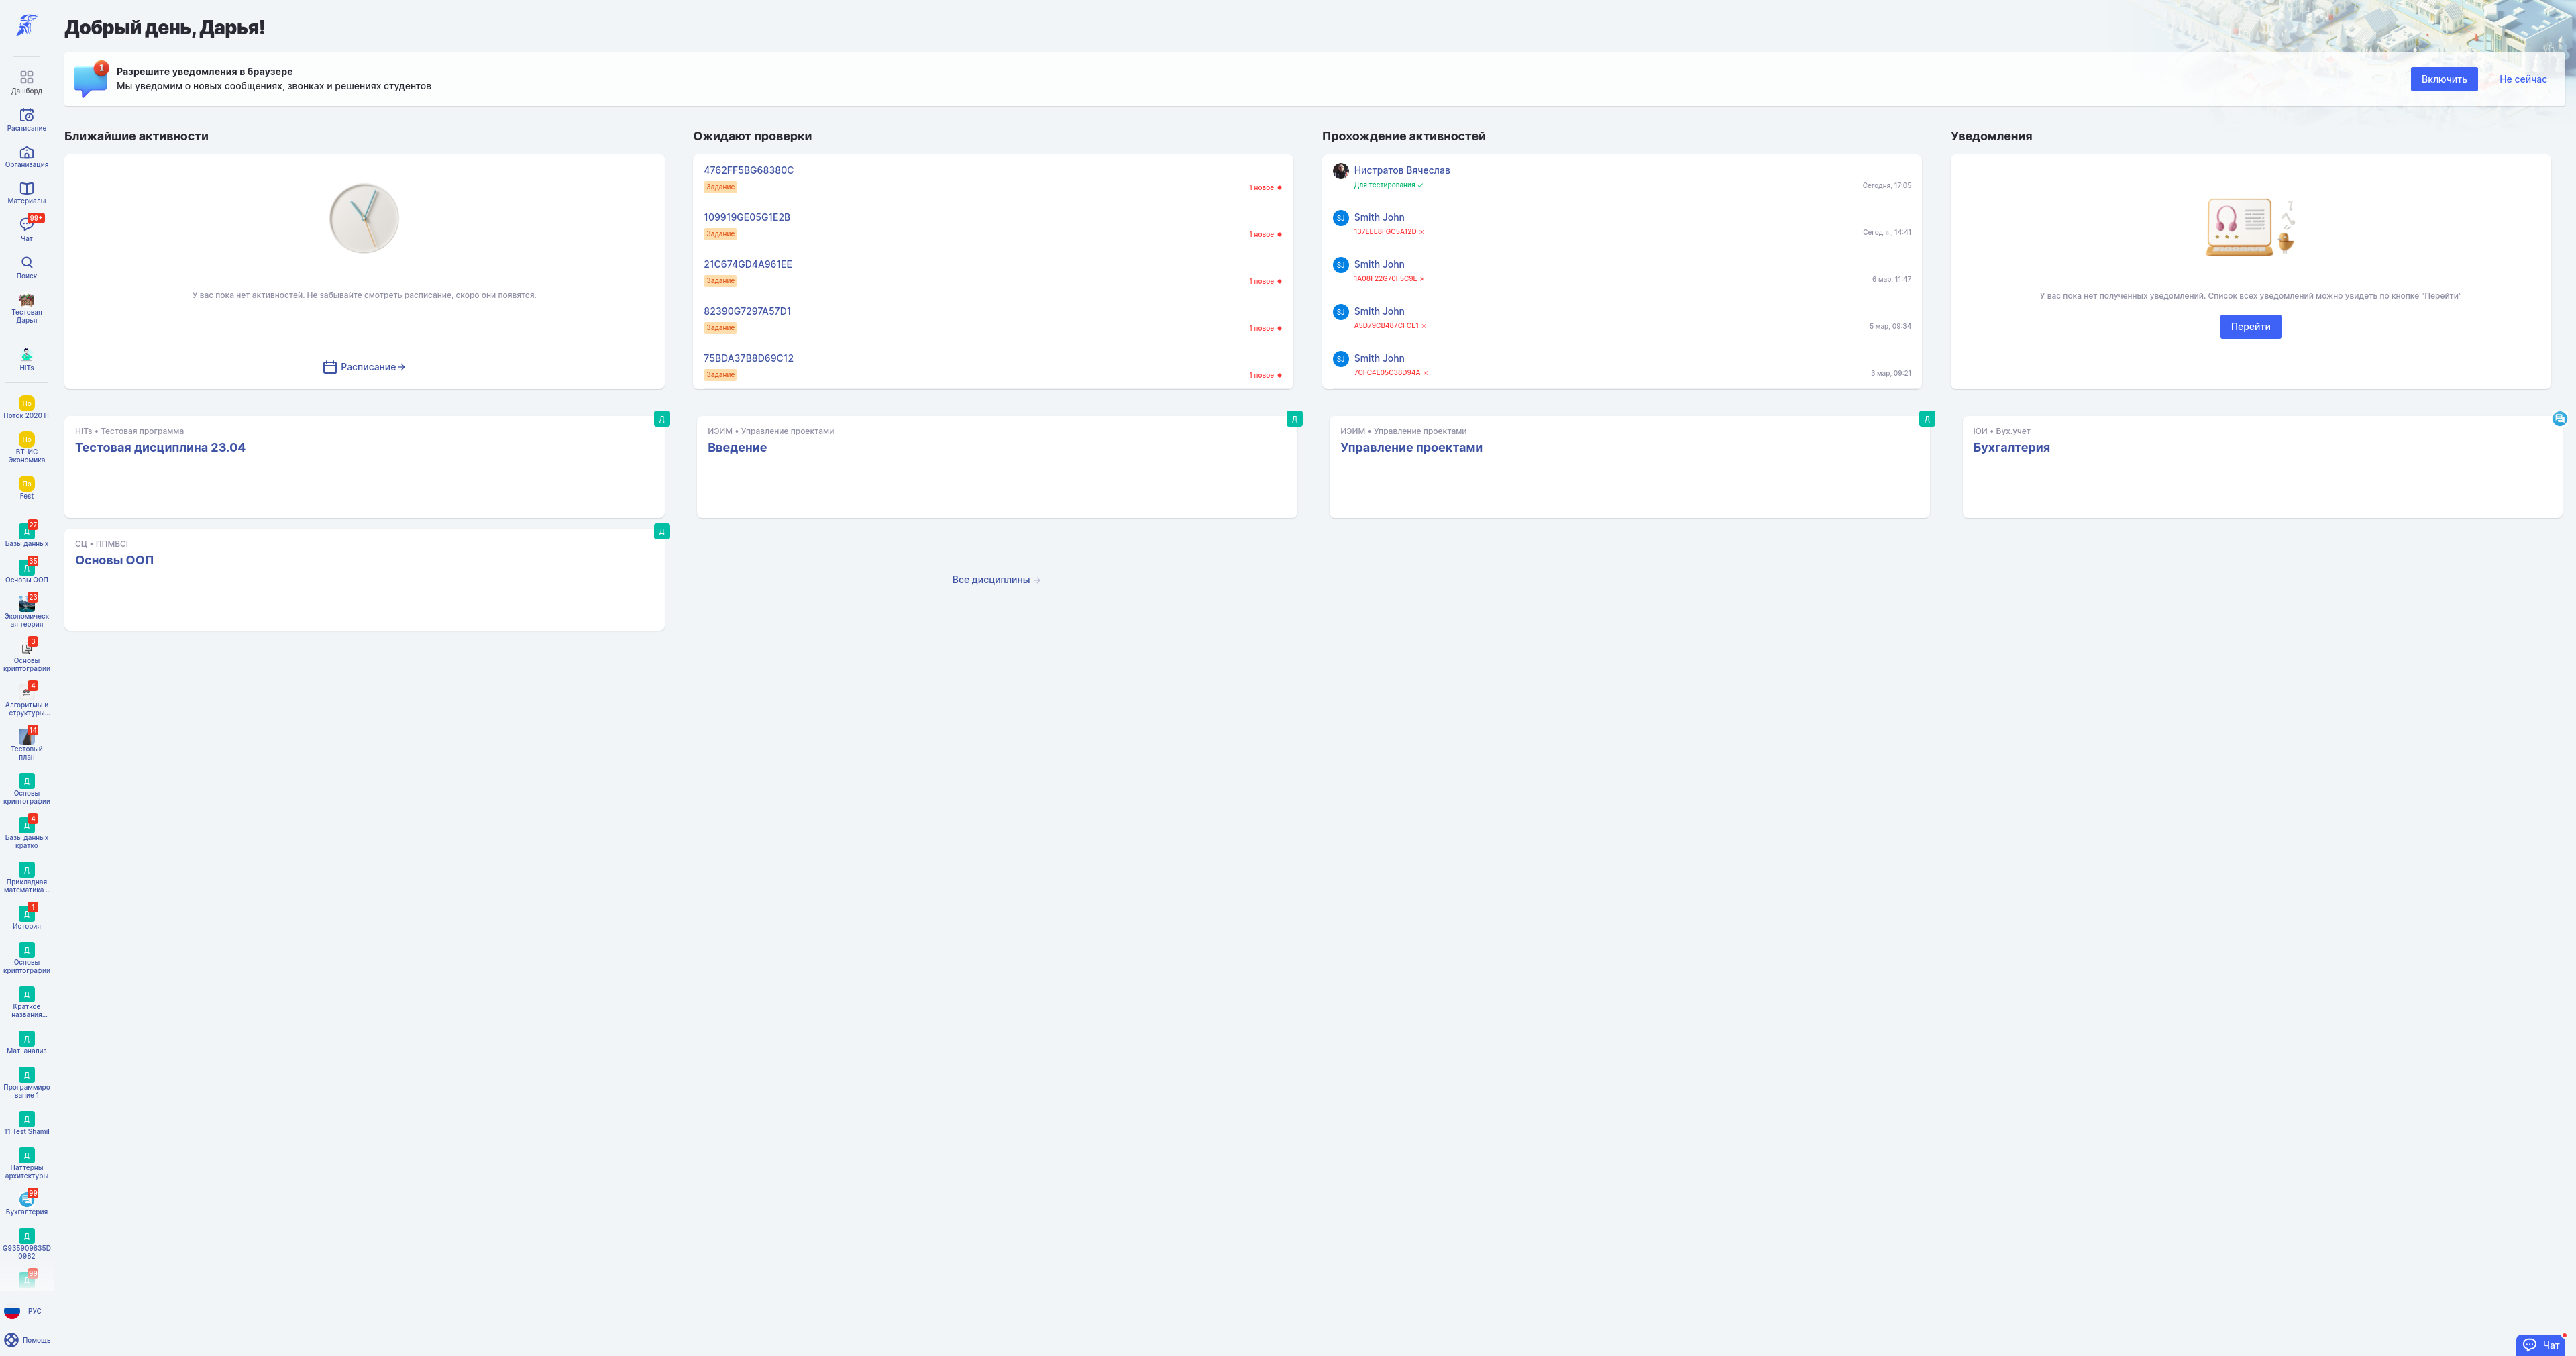 Добрый день, Дарья!
1
Разрешите уведомления в браузере
Мы уведомим о новых сообщениях, звонках и решениях студентов
Включить
Не сейчас
Дашборд
Расписание
Организация
Материалы
99+
Чат
Поиск
Тестовая
Дарья
HITs
По
Поток 2020 IT
По
ВТ-ИС
Экономика
По
Fest
27
Д
Базы данных
35
Д
Основы ООП
23
Экономическ
ая теория
3
Основы
криптографии
4
Алгоритмы и
структуры...
14
Тестовый
план
Д
Основы
криптографии
4
Д
Базы данных
кратко
Д
Прикладная
математика ...
1
Д
История
Д
Основы
криптографии
Д
Краткое
названия...
Д
Мат. анализ
Д
Программиро
вание 1
Д
11 Test Shamil
Д
Паттерны
архитектуры
99
Бухгалтерия
Д
G935909835D
0982
99
Д
РУС
Помощь
Ближайшие активности
У вас пока нет активностей. Не забывайте смотреть расписание, скоро они появятся.
Расписание
Ожидают проверки
4762FF5BG68380C
Задание
1 новое
109919GE05G1E2B
Задание
1 новое
21C674GD4A961EE
Задание
1 новое
82390G7297A57D1
Задание
1 новое
75BDA37B8D69C12
Задание
1 новое
Прохождение активностей
Нистратов Вячеслав
Для тестирования
Сегодня, 17:05
SJ
Smith John
137EEE8FGC5A12D
Сегодня, 14:41
SJ
Smith John
1A08F22G70F5C9E
6 мар, 11:47
SJ
Smith John
A5D79CB487CFCE1
5 мар, 09:34
SJ
Smith John
7CFC4E05C38D94A
3 мар, 09:21
Уведомления
У вас пока нет полученных уведомлений. Список всех уведомлений можно увидеть по кнопке "Перейти"
Перейти
Д
HITs • Тестовая программа
Тестовая дисциплина 23.04
Д
ИЭИМ • Управление проектами
Введение
Д
ИЭИМ • Управление проектами
Управление проектами
ЮИ • Бух.учет
Бухгалтерия
Д
СЦ • ППМВСІ
Основы ООП
Все дисциплины
Чат